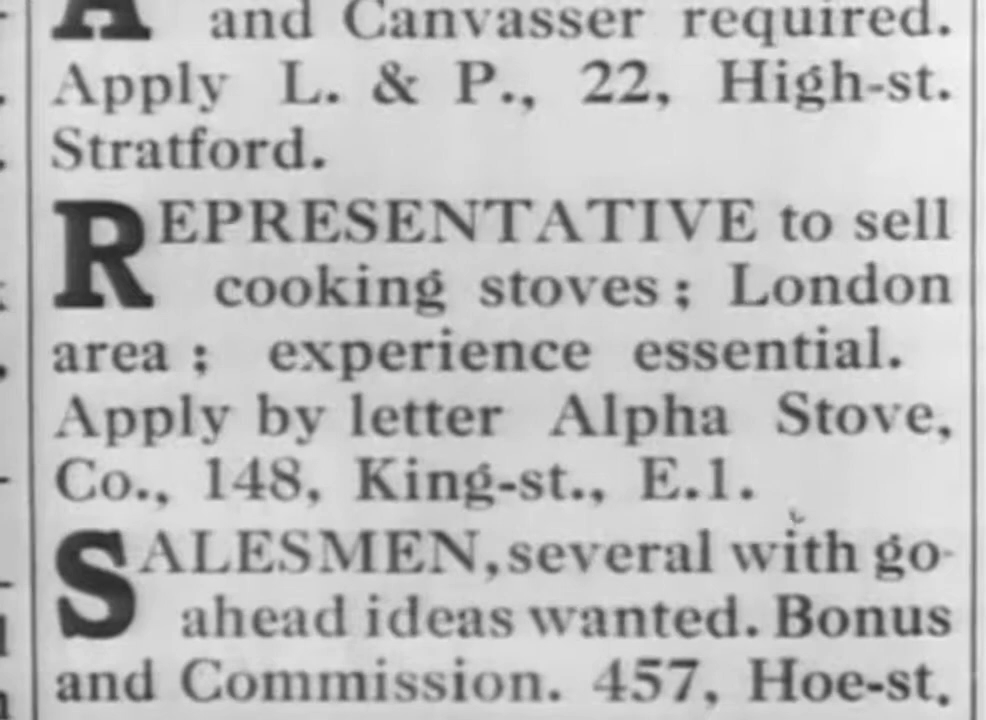 A and Canvasser required.
Apply L. & P., 22, High-st.
Stratford.
REPRESENTATIVE to sell
cooking stoves; London
area; experience essential.
Apply by letter Alpha Stove,
Co., 148, King-st., E.1.
SALESMEN, several with go-
ahead ideas wanted. Bonus
and Commission. 457, Hoe-st.